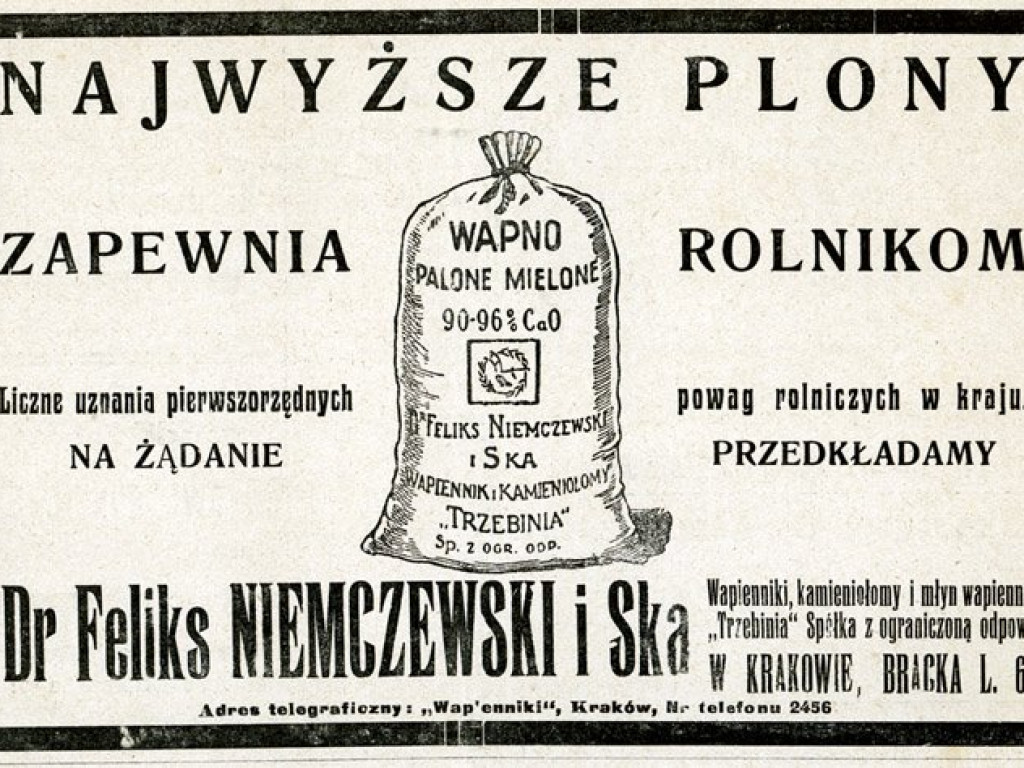 NAJWYŻSZE PLONY
ZAPEWNIA ROLNIKOM
WAPNO
PALONE MIELONE
90-96% CaO
Dr FELIKS NIEMCZEWSKI
i SKA
WAPIENNIK i KAMIENIOŁOMY
„TRZEBINIA“
Sp. z OGR. ODP.
Liczne uznania pierwszorzędnych powag rolniczych w kraju
NA ŻĄDANIE PRZEDKŁADAMY
Dr Feliks NIEMCZEWSKI i Ska
Wapienniki, kamieniołomy i młyn wapienn
„Trzebinia“ Spółka z ograniczoną odpow
W KRAKOWIE, BRACKA L. 6
Adres telegraficzny: „Wap'enniki“, Kraków, Nr telefonu 2456